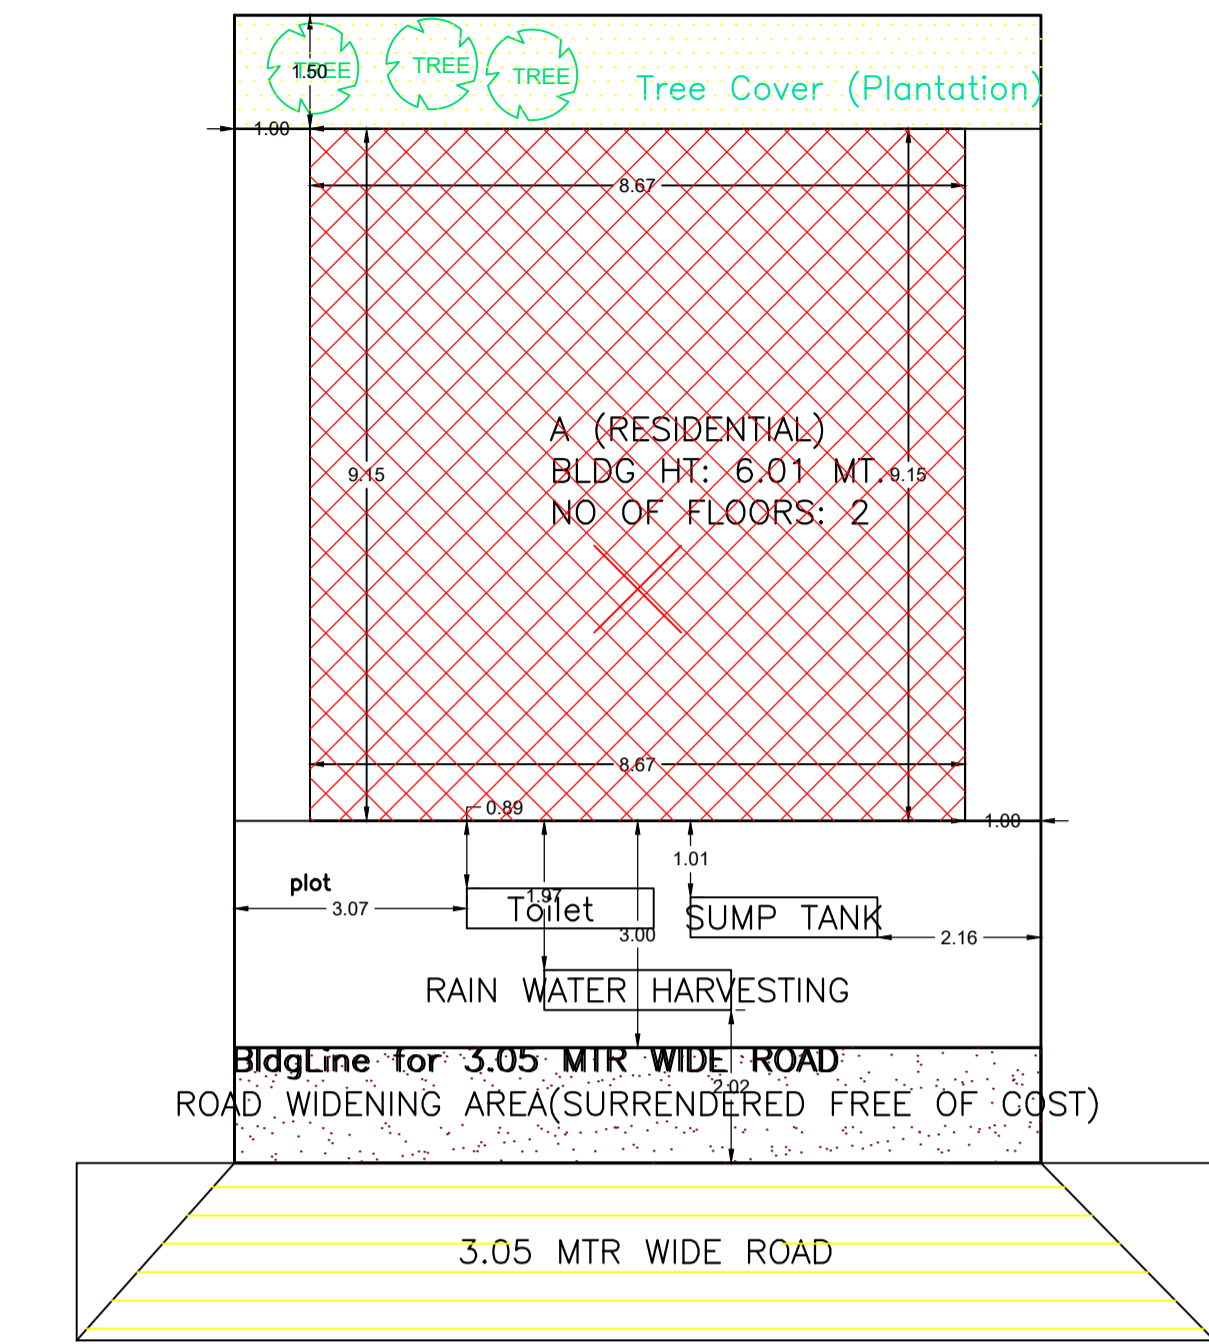 TREE
TREE
TREE
1.50
Tree Cover (Plantation)
1.00
8.67
A (RESIDENTIAL)
BLDG HT: 6.01 MT.
NO OF FLOORS: 2
9.15
9.15
8.67
0.89
1.00
1.01
plot
3.07
1.97
Toilet
3.00
SUMP TANK
2.16
RAIN WATER HARVESTING
BldgLine for 3.05 MTR WIDE ROAD
2.02
ROAD WIDENING AREA(SURRENDERED FREE OF COST)
3.05 MTR WIDE ROAD